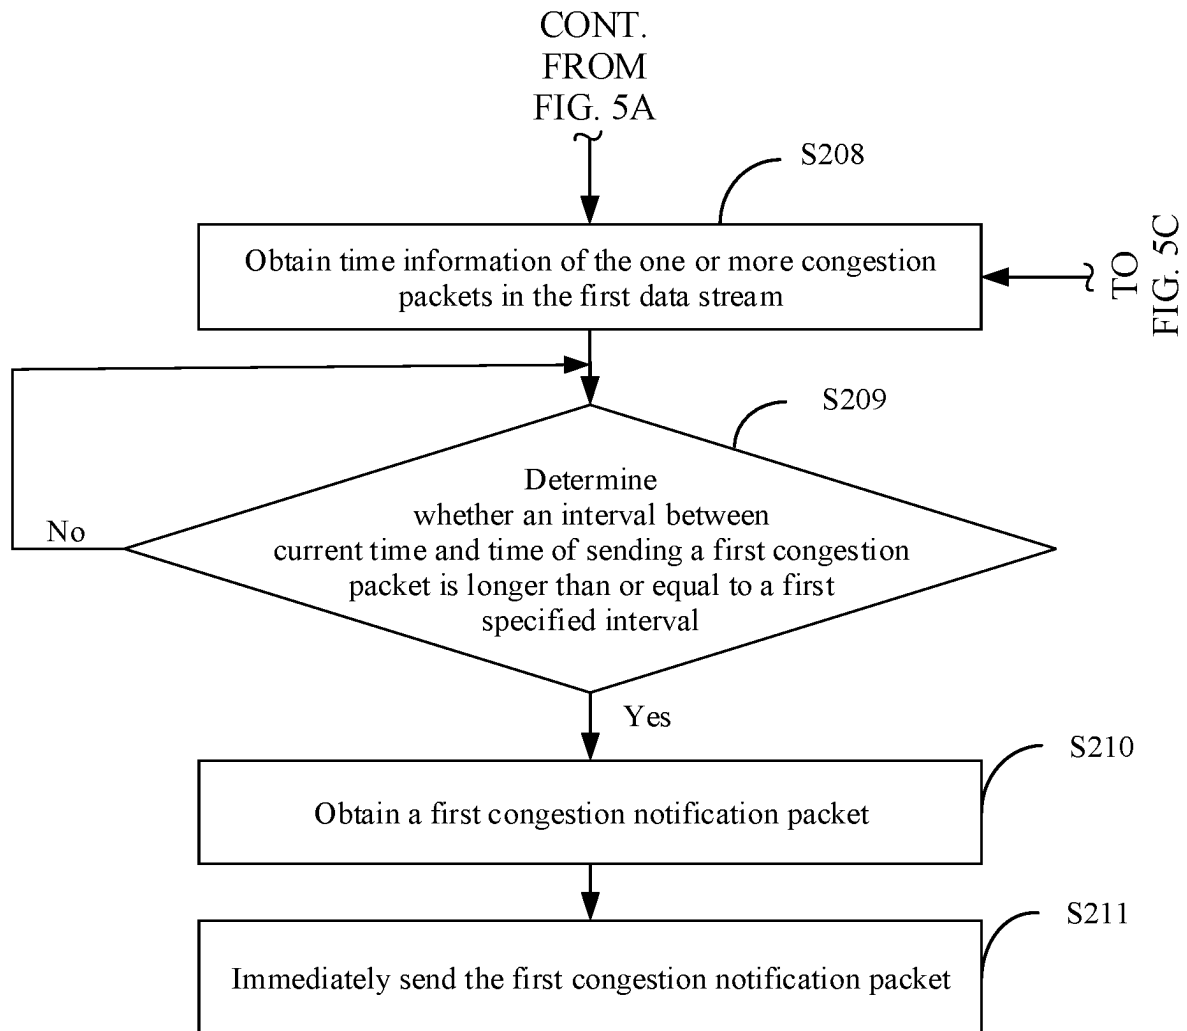 CONT.
FROM
FIG. 5A
S208
Obtain time information of the one or more congestion
packets in the first data stream
TO
FIG. 5C
S209
Determine
whether an interval between
current time and time of sending a first congestion
packet is longer than or equal to a first
specified interval
No
Yes
S210
Obtain a first congestion notification packet
S211
Immediately send the first congestion notification packet